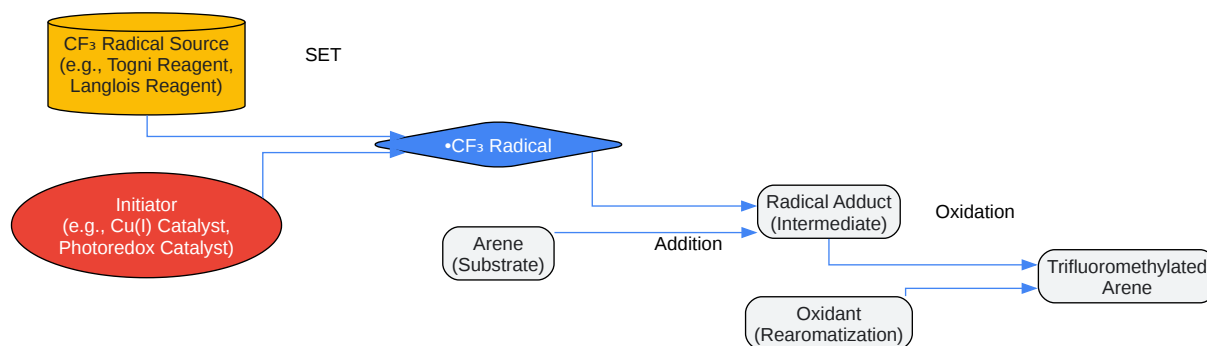 CF₃ Radical Source
(e.g., Togni Reagent,
Langlois Reagent)
SET
•CF₃ Radical
Initiator
(e.g., Cu(I) Catalyst,
Photoredox Catalyst)
Arene
(Substrate)
Addition
Radical Adduct
(Intermediate)
Oxidation
Oxidant
(Rearomatization)
Trifluoromethylated
Arene